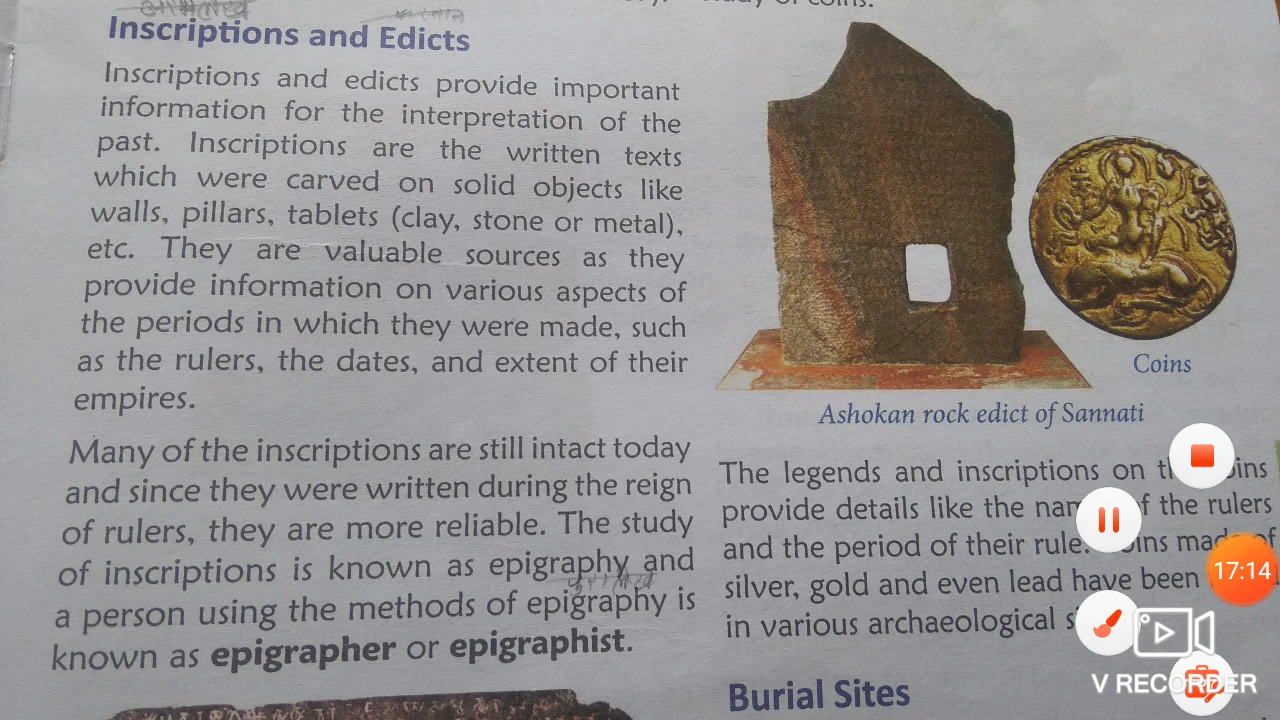 study of coins.
Inscriptions and Edicts
Inscriptions and edicts provide important
information for the interpretation of the
past. Inscriptions are the written texts
which were carved on solid objects like
walls, pillars, tablets (clay, stone or metal),
etc. They are valuable sources as they
provide information on various aspects of
the periods in which they were made, such
as the rulers, the dates, and extent of their
empires.
Many of the inscriptions are still intact today
and since they were written during the reign
of rulers, they are more reliable. The study
of inscriptions is known as epigraphy and
a person using the methods of epigraphy is
known as epigrapher or epigraphist.
Coins
Ashokan rock edict of Sannati
The legends and inscriptions on
provide details like the of the rulers
and the period of their rule. made of
silver, gold and even lead have been
in various archaeological
Burial Sites
17:14
V RECORDER